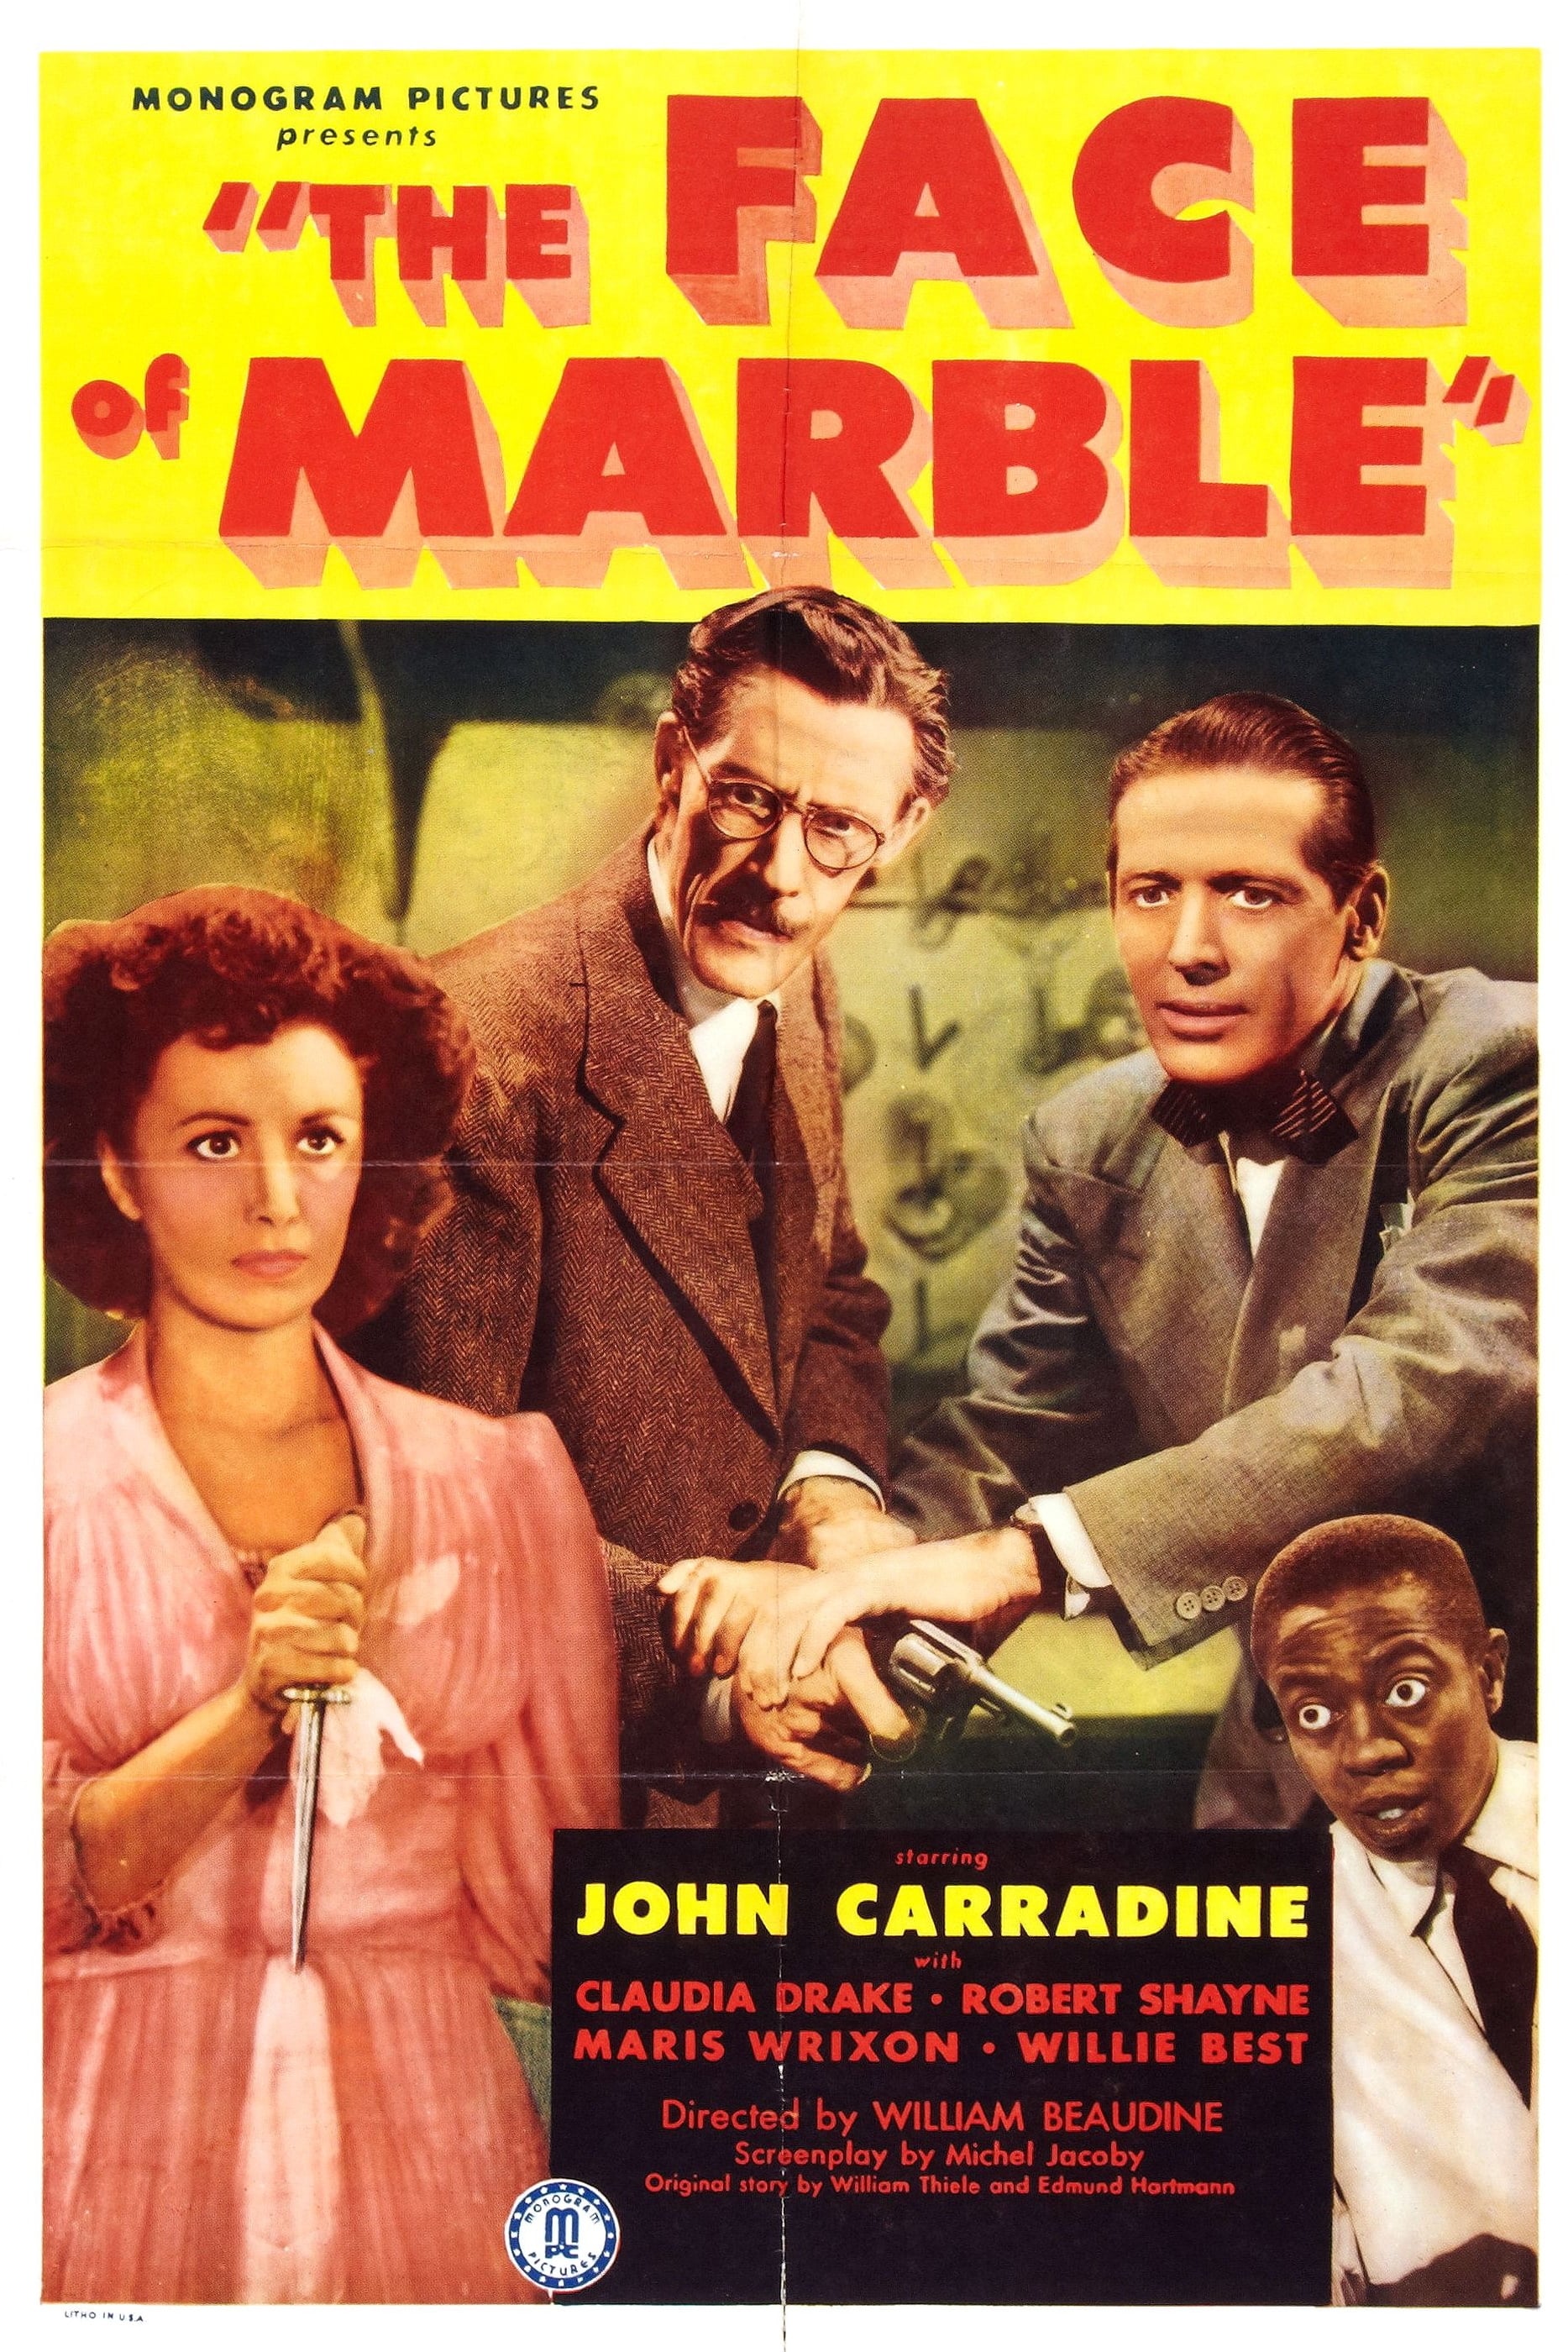 MONOGRAM PICTURES
presents
"THE FACE
of MARBLE"
starring
JOHN CARRADINE
with
CLAUDIA DRAKE • ROBERT SHAYNE
MARIS WRIXON • WILLIE BEST
Directed by WILLIAM BEAUDINE
Screenplay by Michel Jacoby
Original story by William Thiele and Edmund Hartmann
MONOGRAM
M
P.C
PICTURES
LITHO IN U.S.A.